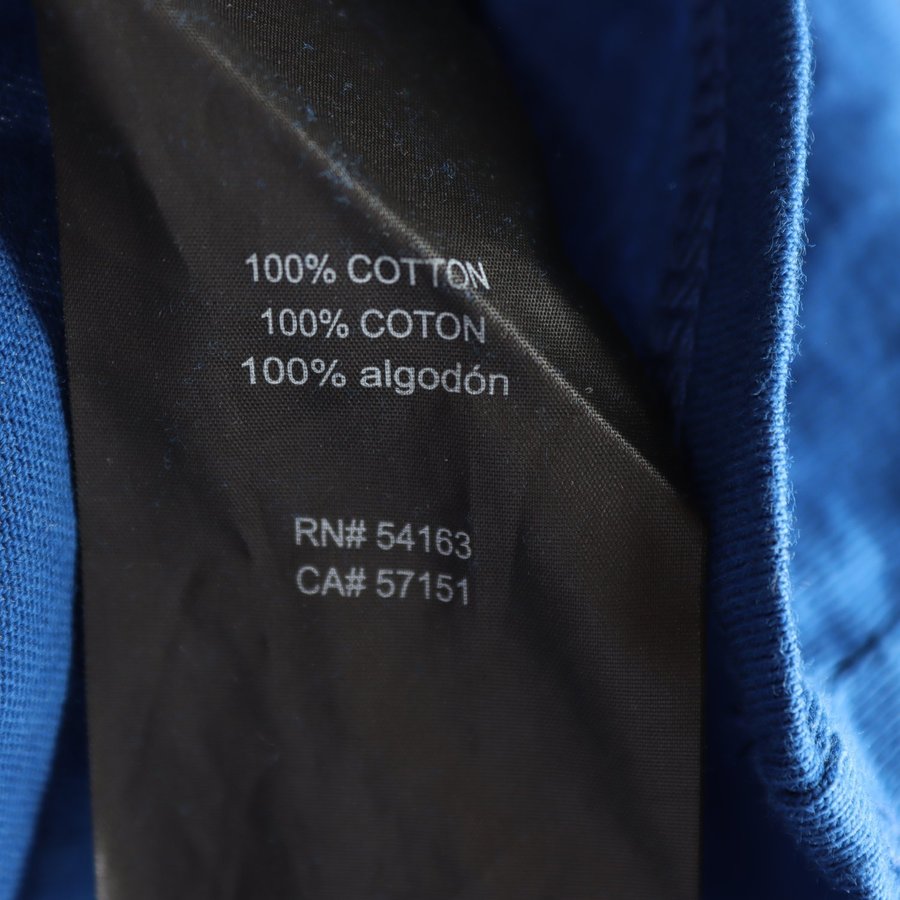 100% COTTON
100% COTON
100% algodón
RN# 54163
CA# 57151